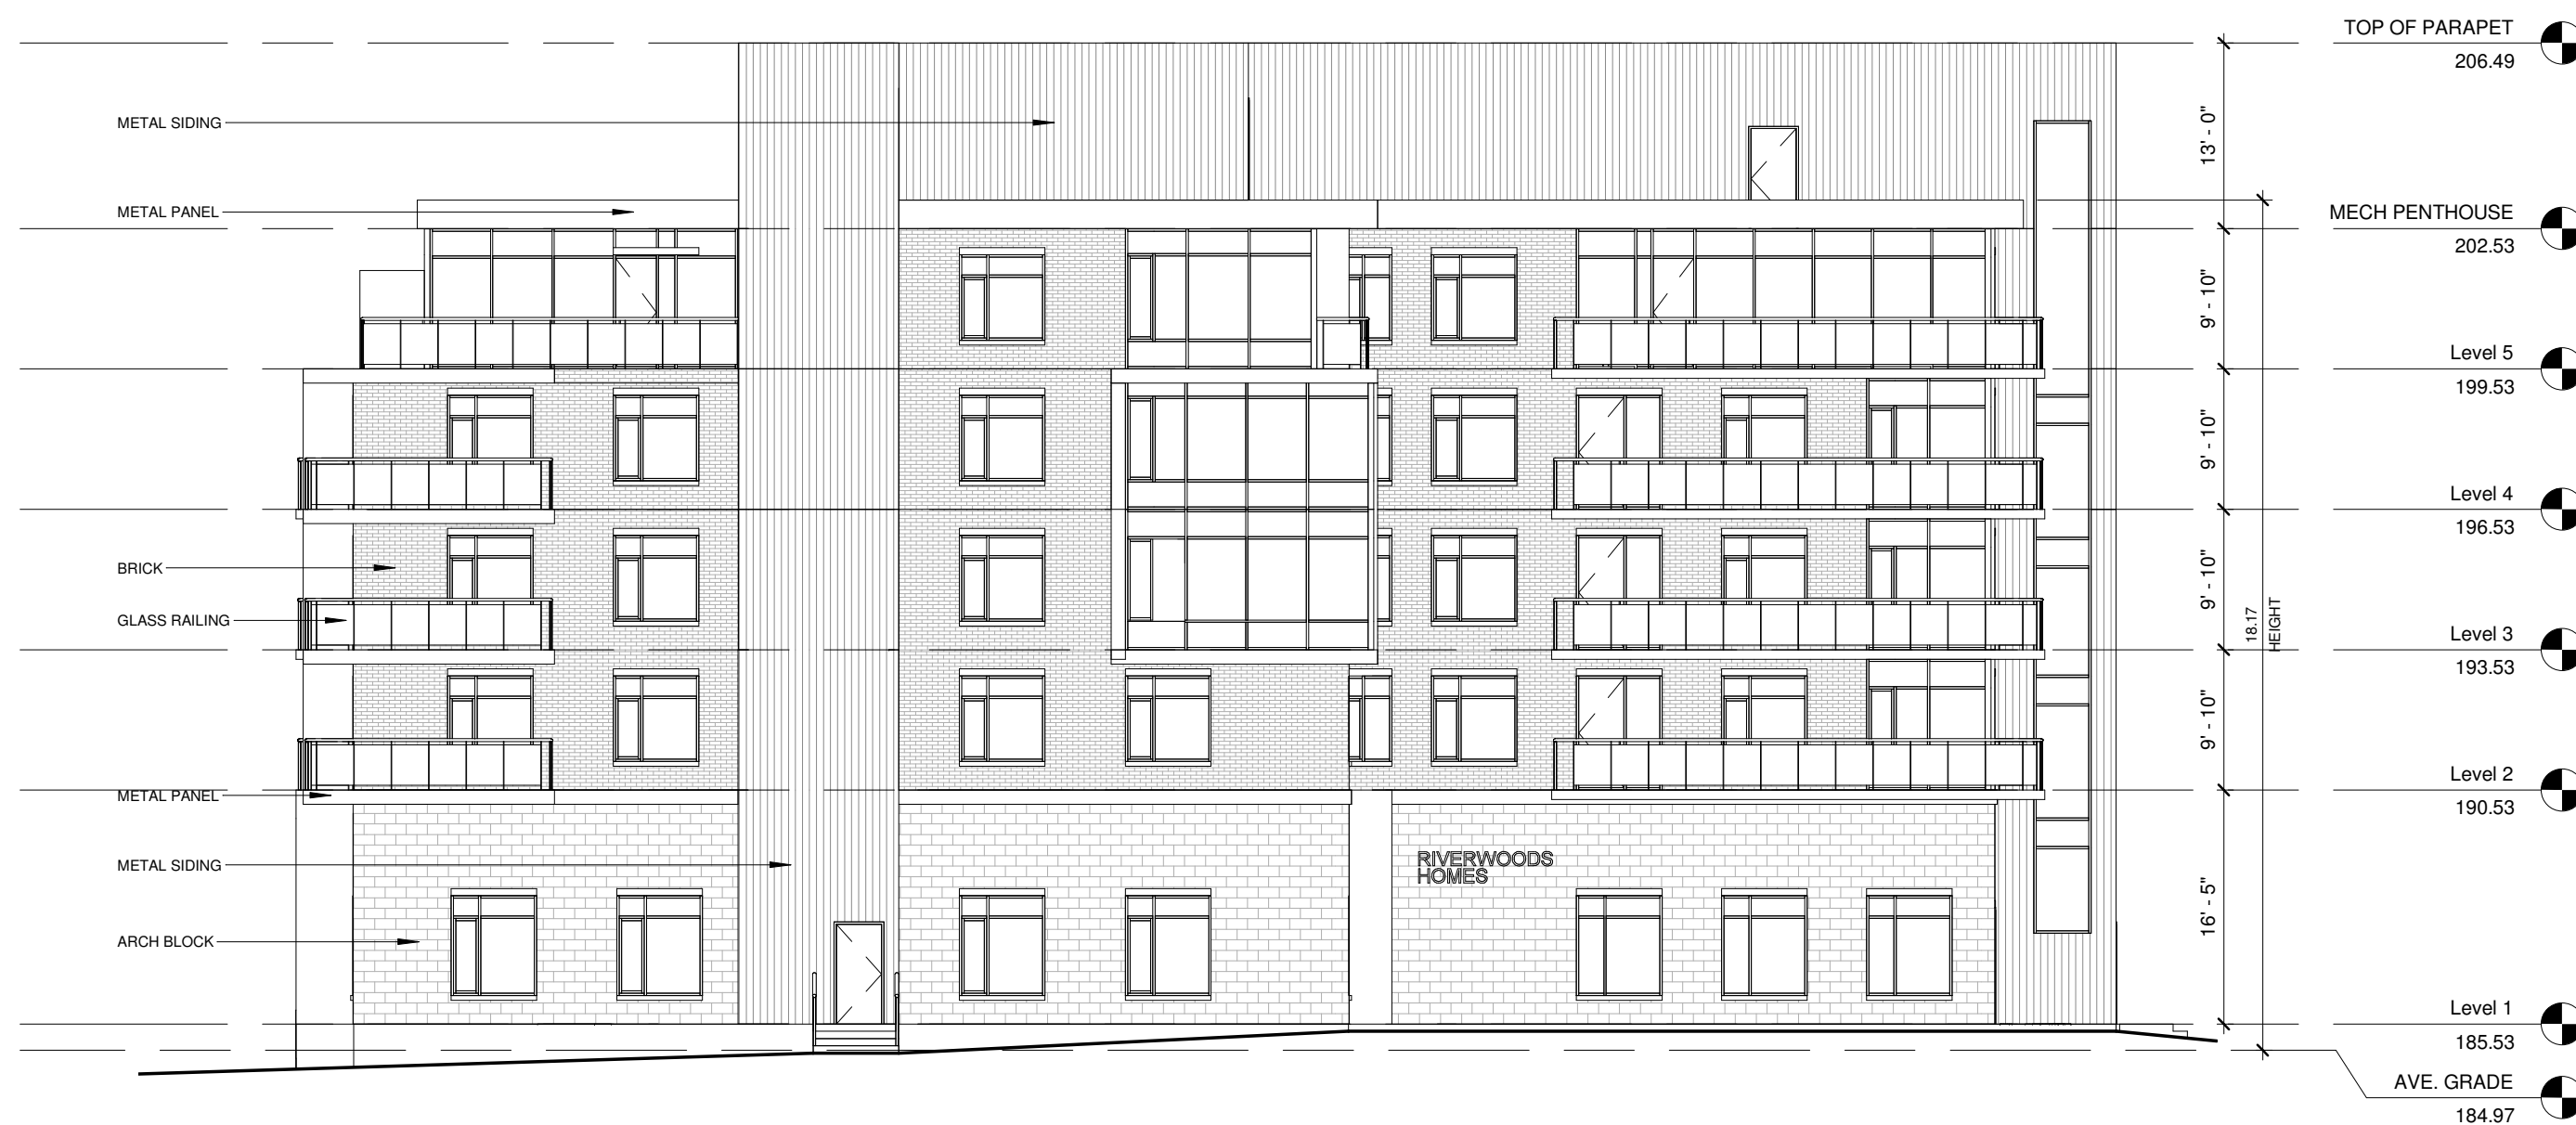 TOP OF PARAPET
206.49
METAL SIDING
13' - 0"
METAL PANEL
MECH PENTHOUSE
202.53
9' - 10"
Level 5
199.53
9' - 10"
Level 4
196.53
BRICK
9' - 10"
GLASS RAILING
18.17
HEIGHT
Level 3
193.53
9' - 10"
Level 2
190.53
METAL PANEL
METAL SIDING
RIVERWOODS
HOMES
16' - 5"
ARCH BLOCK
Level 1
185.53
AVE. GRADE
184.97